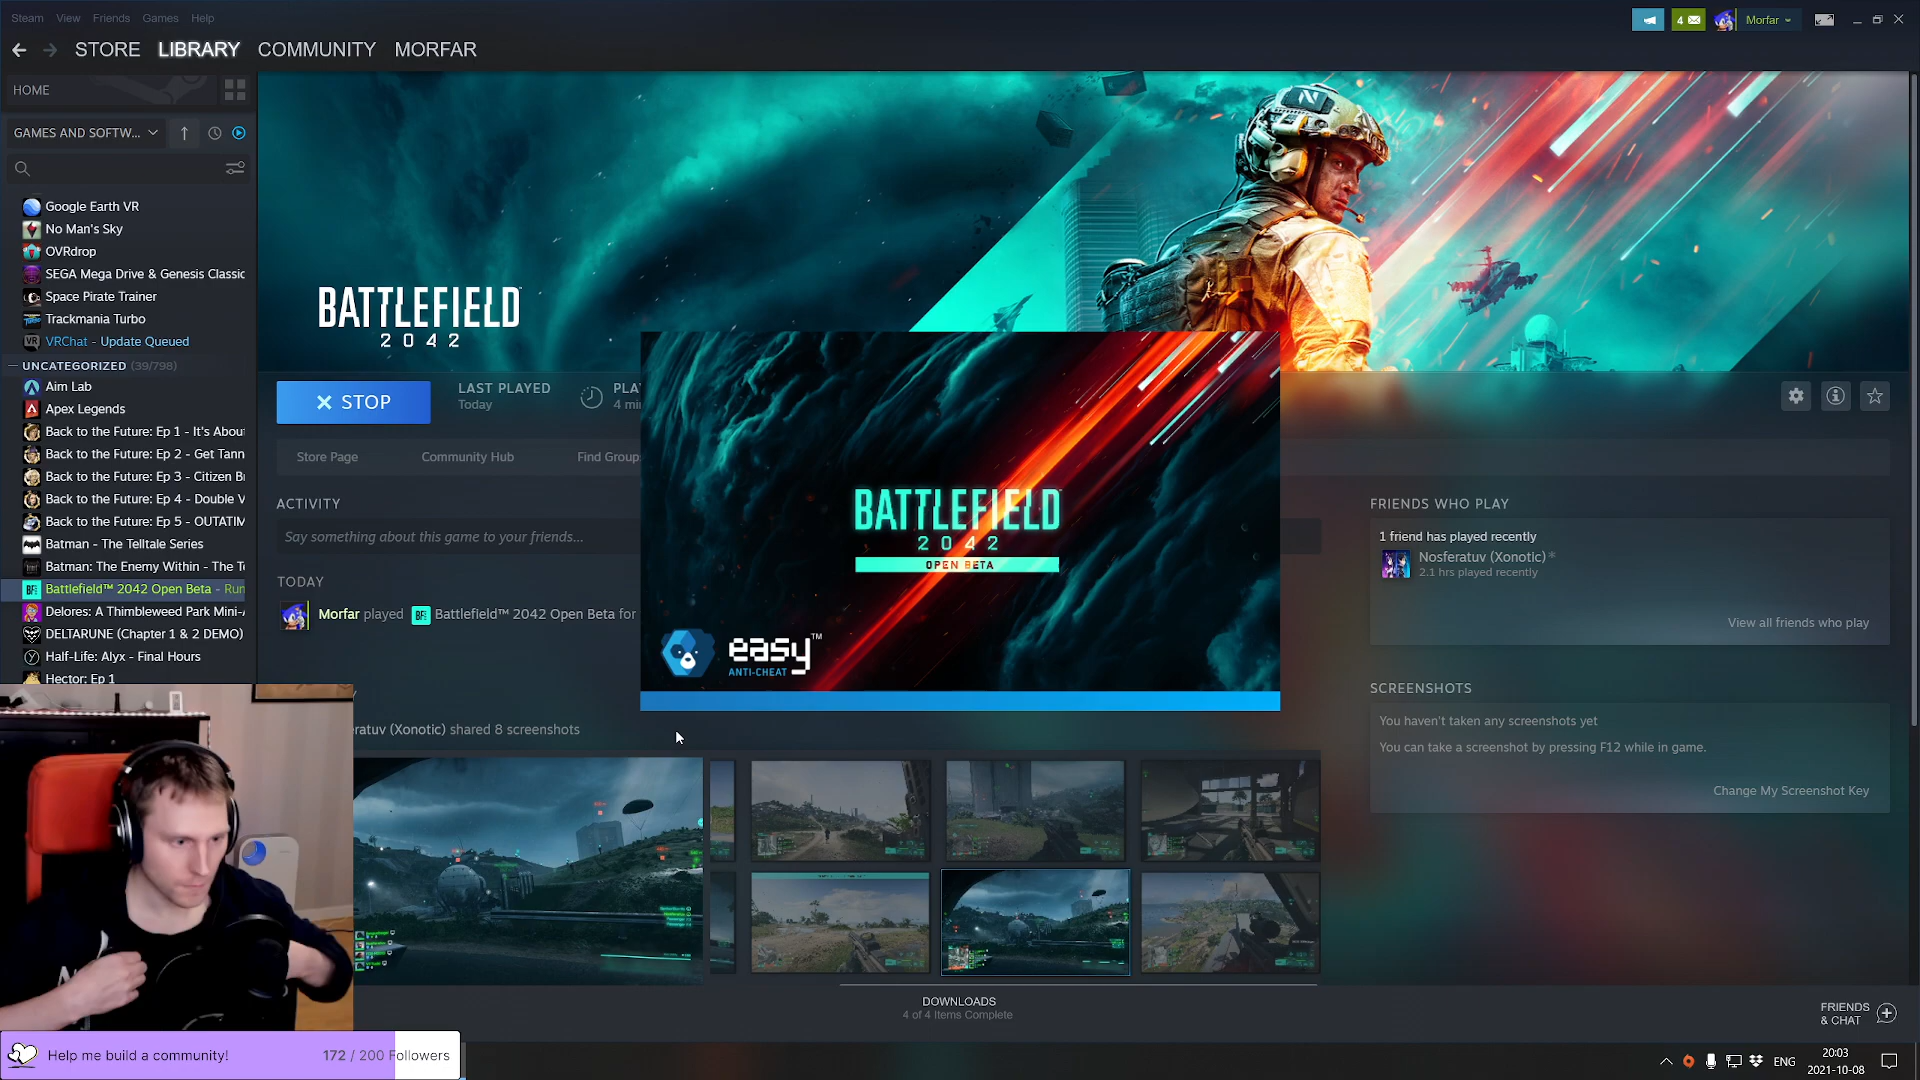 Steam View Friends Games Help
4 Morfar
STORE LIBRARY COMMUNITY MORFAR
HOME
GAMES AND SOFTW...
Google Earth VR
No Man's Sky
OVRdrop
SEGA Mega Drive & Genesis Classic
Space Pirate Trainer
Trackmania Turbo
VRChat - Update Queued
UNCATEGORIZED (39/798)
Aim Lab
Apex Legends
Back to the Future: Ep 1 - It's About
Back to the Future: Ep 2 - Get Tann
Back to the Future: Ep 3 - Citizen Br
Back to the Future: Ep 4 - Double V
Back to the Future: Ep 5 - OUTATIM
Batman - The Telltale Series
Batman: The Enemy Within - The Te
Battlefield™ 2042 Open Beta - Run
Delores: A Thimbleweed Park Mini-A
DELTARUNE (Chapter 1 & 2 DEMO)
Half-Life: Alyx - Final Hours
Hector: Ep 1
BATTLEFIELD
2042
STOP
LAST PLAYED
Today
PLA
4 min
Store Page Community Hub Find Group
ACTIVITY
Say something about this game to your friends...
TODAY
Morfar played BF Battlefield™ 2042 Open Beta for
ratuv (Xonotic) shared 8 screenshots
BATTLEFIELD
2042
OPEN BETA
easy™
ANTI-CHEAT
FRIENDS WHO PLAY
1 friend has played recently
Nosferatuv (Xonotic)*
2.1 hrs played recently
View all friends who play
SCREENSHOTS
You haven't taken any screenshots yet
You can take a screenshot by pressing F12 while in game.
Change My Screenshot Key
DOWNLOADS
4 of 4 Items Complete
FRIENDS
& CHAT
Help me build a community! 172 / 200 Followers
ENG
20:03
2021-10-08